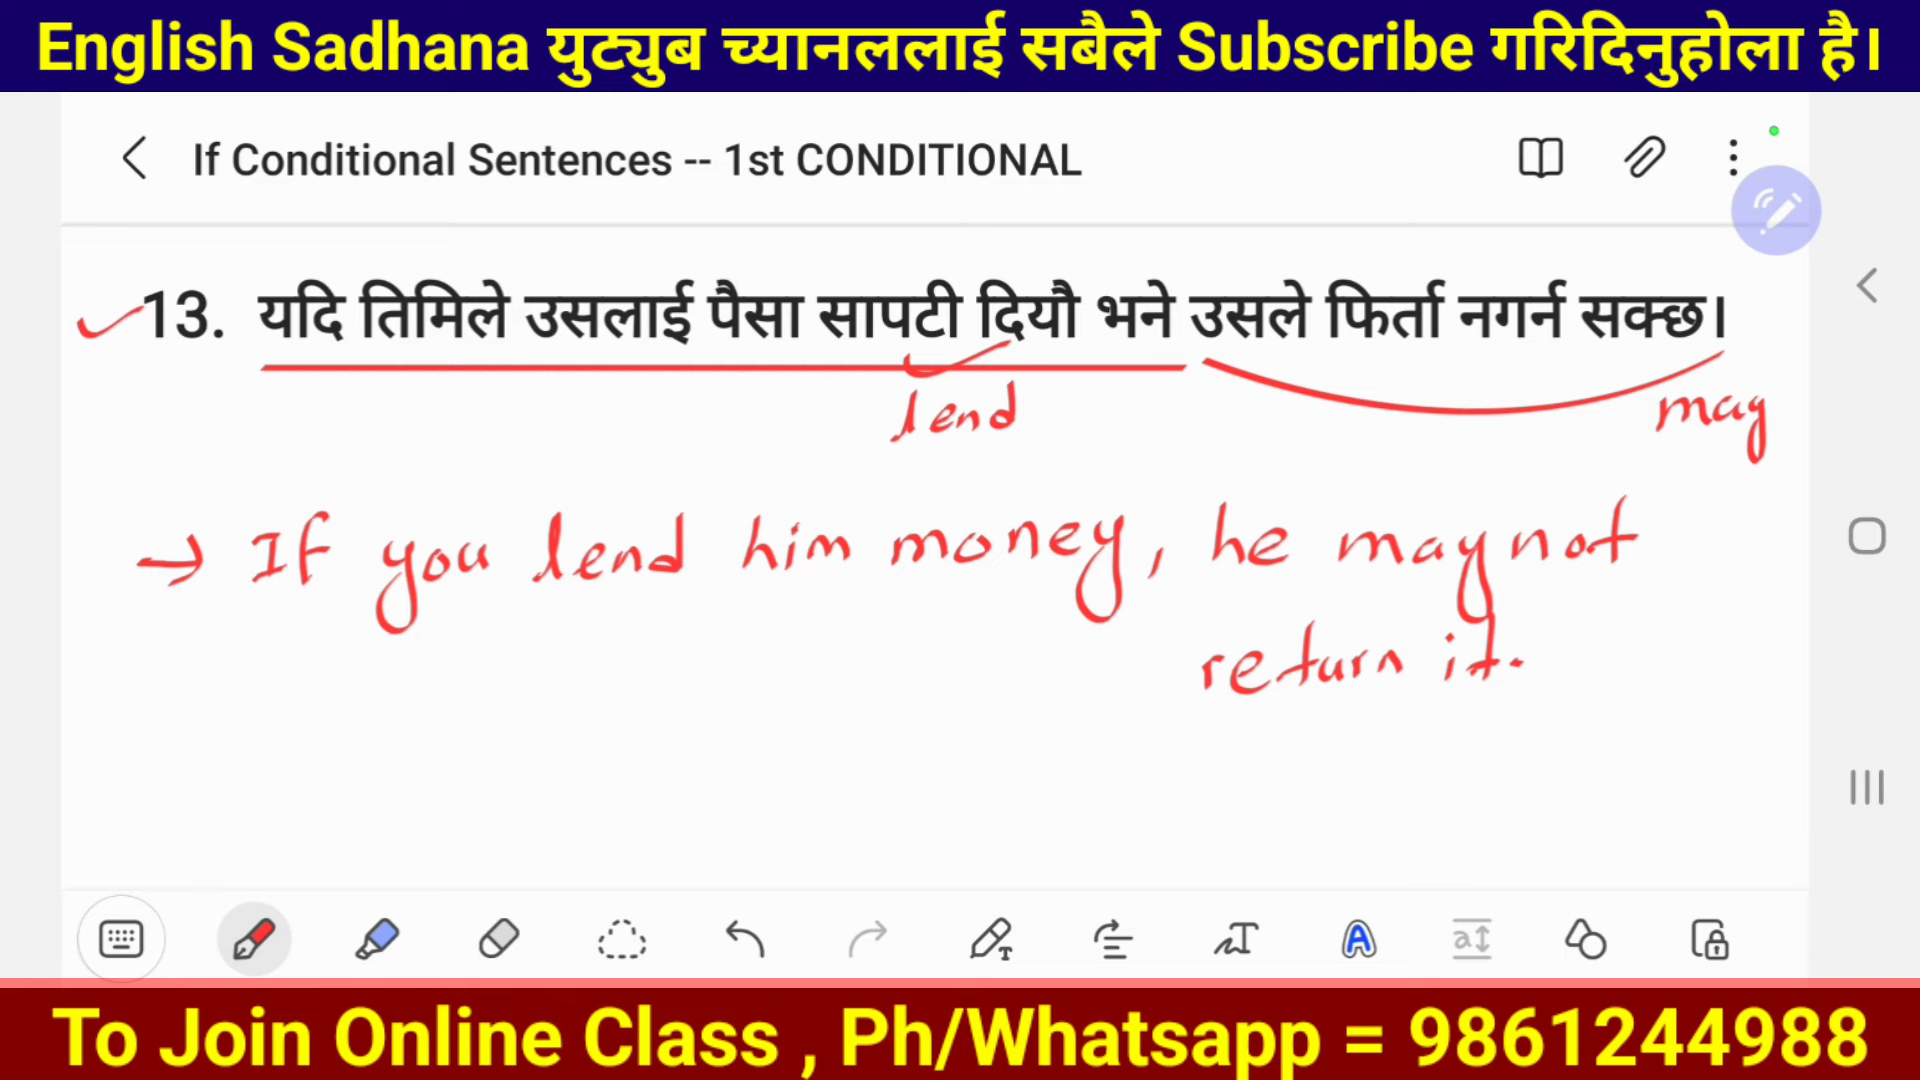 English Sadhana युट्युब च्यानललाई सबैले Subscribe गरिदिनुहोला है।
If Conditional Sentences -- 1st CONDITIONAL
13. यदि तिमिले उसलाई पैसा सापटी दियौ भने उसले फिर्ता नगर्न सक्छ।
lend may
→ If you lend him money, he may not
return it.
To Join Online Class , Ph/Whatsapp = 9861244988